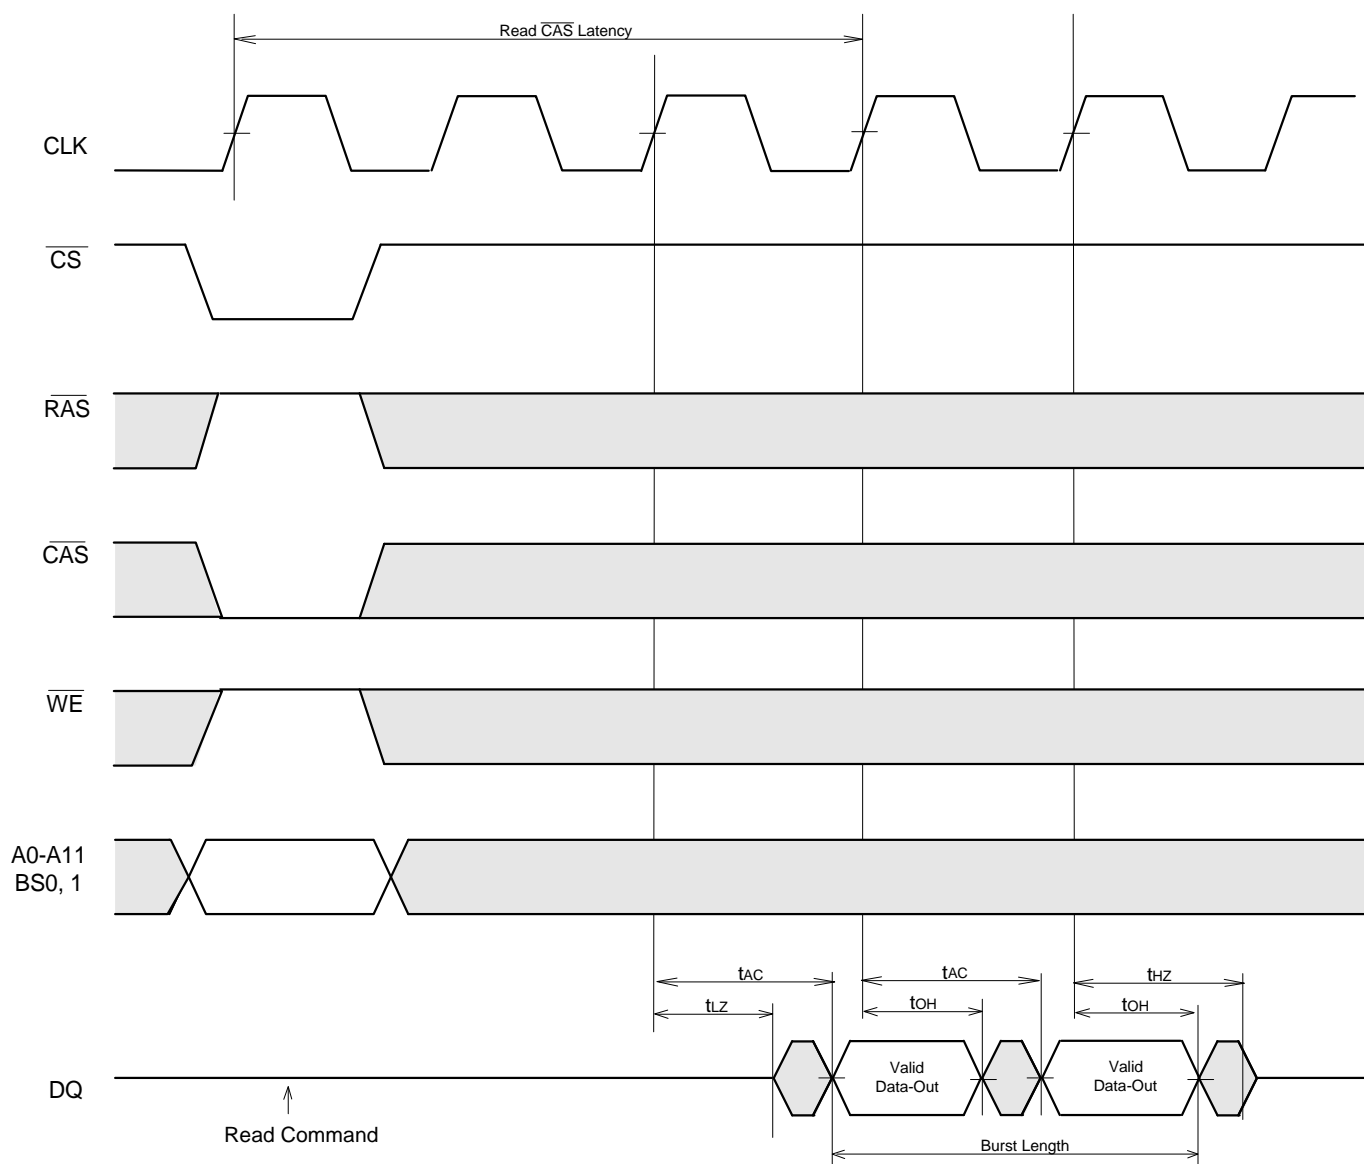 Read CAS Latency
CLK
CS
RAS
CAS
WE
A0-A11
BS0, 1
tAC
tAC
tHZ
tLZ
tOH
tOH
Valid
Data-Out
Valid
Data-Out
DQ
Read Command
Burst Length